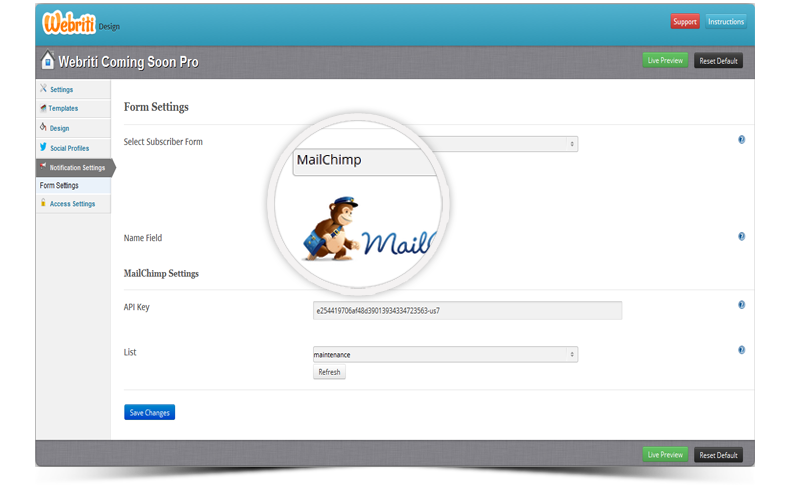 Webriti Design
Support
Instructions
Webriti Coming Soon Pro
Live Preview
Reset Default
Settings
Templates
Design
Social Profiles
Notification Settings
Form Settings
Access Settings
Form Settings
Select Subscriber Form
MailChimp
MailC
Name Field
MailChimp Settings
API Key
e254419706af48d39013934334723563-us7
List
maintenance
Refresh
Save Changes
Live Preview
Reset Default